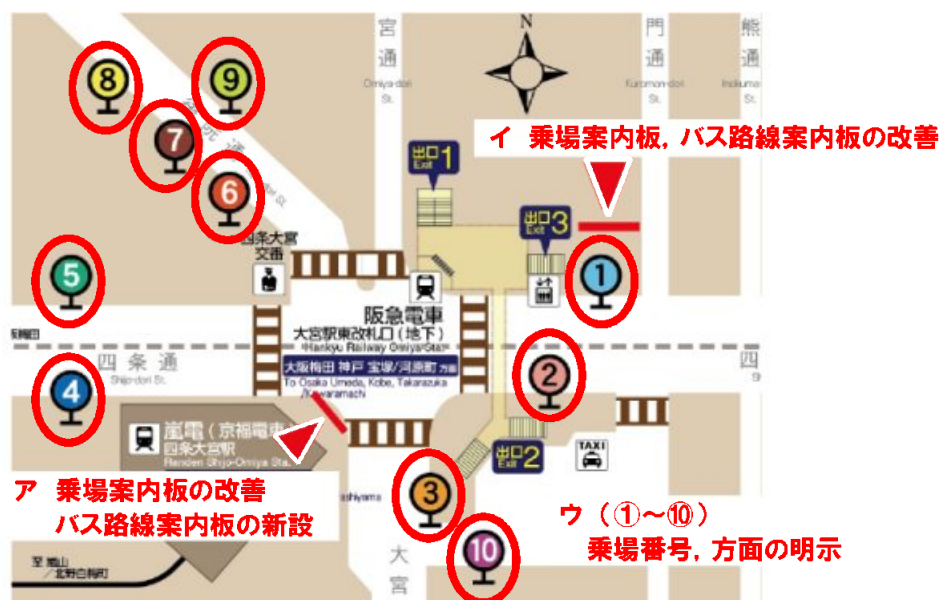 宮通
Omiya-dori
St.
N
門通
Kuromon-dori
St.
熊通
Inokuma
St.
8
9
7
6
イ 乗場案内板，バス路線案内板の改善
出口1
Exit
出口3
Exit
四条大宮
交番
5
1
阪急電車
大宮駅東改札口（地下）
Hankyu Railway Omiya Sta.
大阪梅田 神戸 宝塚/河原町 方面
To Osaka Umeda, Kobe, Takarazuka
/Kawaramachi
四条通
Shijo-dori St.
四
2
4
嵐電（京福電車）
四条大宮駅
Randen Shijo-Omiya Sta.
出口2
Exit
TAXI
ア 乗場案内板の改善
バス路線案内板の新設
3
ウ（①～⑩）
乗場番号，方面の明示
10
至 嵐山
／北野白梅町
大宮